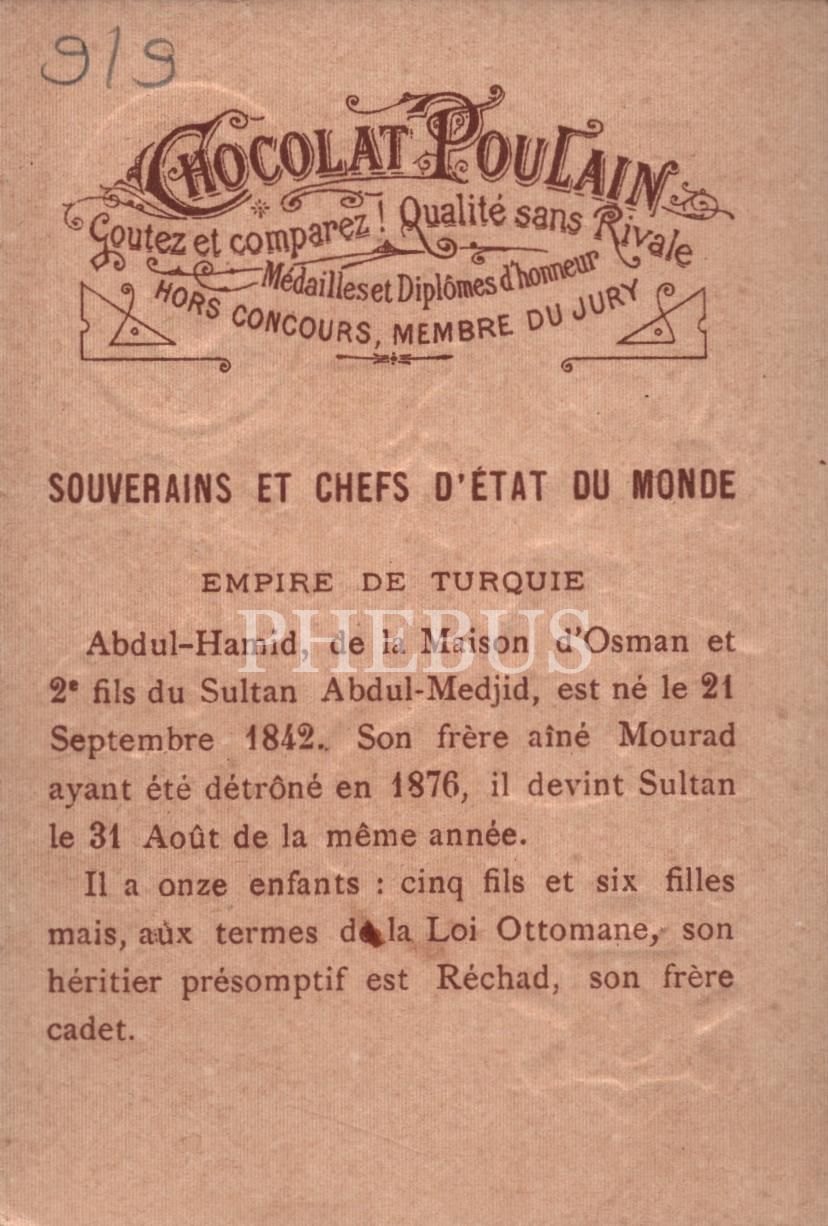 919
CHOCOLAT POULAIN
Goutez et comparez ! Qualité sans Rivale
Médailles et Diplômes d'honneur
HORS CONCOURS, MEMBRE DU JURY
SOUVERAINS ET CHEFS D'ÉTAT DU MONDE
EMPIRE DE TURQUIE
PHEBUS
Abdul-Hamid, de la Maison d'Osman et
2e fils du Sultan Abdul-Medjid, est né le 21
Septembre 1842. Son frère aîné Mourad
ayant été détrôné en 1876, il devint Sultan
le 31 Août de la même année.
Il a onze enfants : cinq fils et six filles
mais, aux termes de la Loi Ottomane, son
héritier présomptif est Réchad, son frère
cadet.